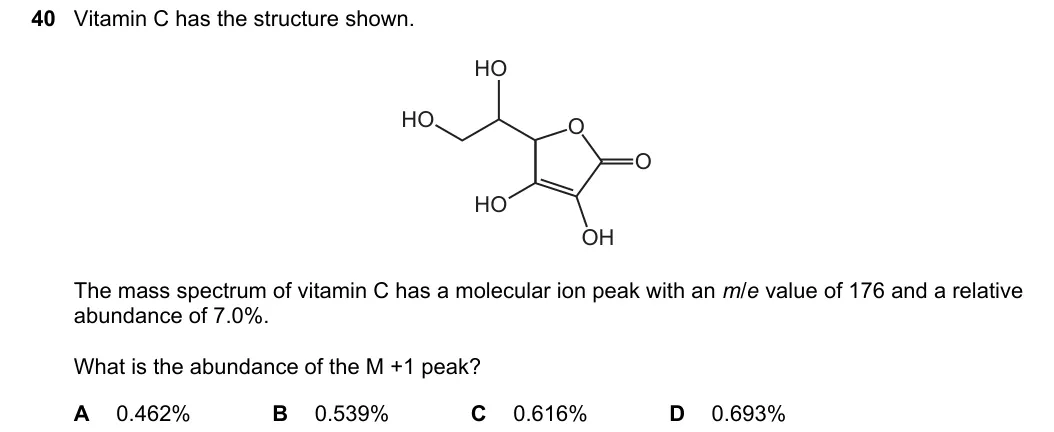 40 Vitamin C has the structure shown.
HO
HO
O
O
HO
OH
The mass spectrum of vitamin C has a molecular ion peak with an m/e value of 176 and a relative
abundance of 7.0%.
What is the abundance of the M +1 peak?
A 0.462% B 0.539% C 0.616% D 0.693%